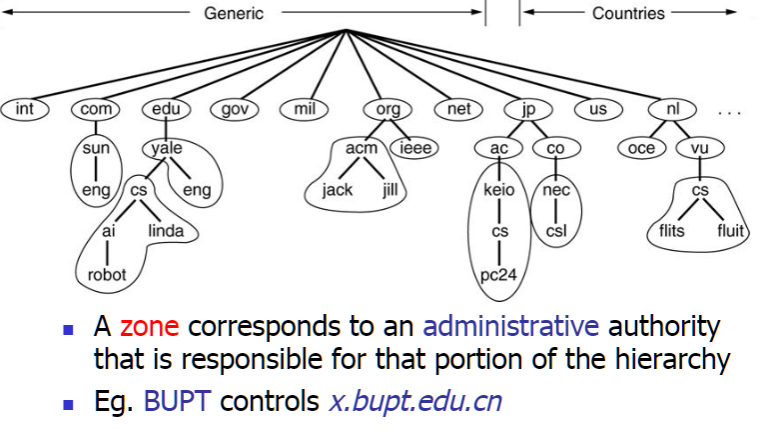 Generic Countries
int com edu gov mil org net jp us nl ...
sun yale acm ieee ac co oce vu
eng cs eng jack jill keio nec cs
ai linda cs csl flits fluit
robot pc24
A zone corresponds to an administrative authority
that is responsible for that portion of the hierarchy
Eg. BUPT controls x.bupt.edu.cn